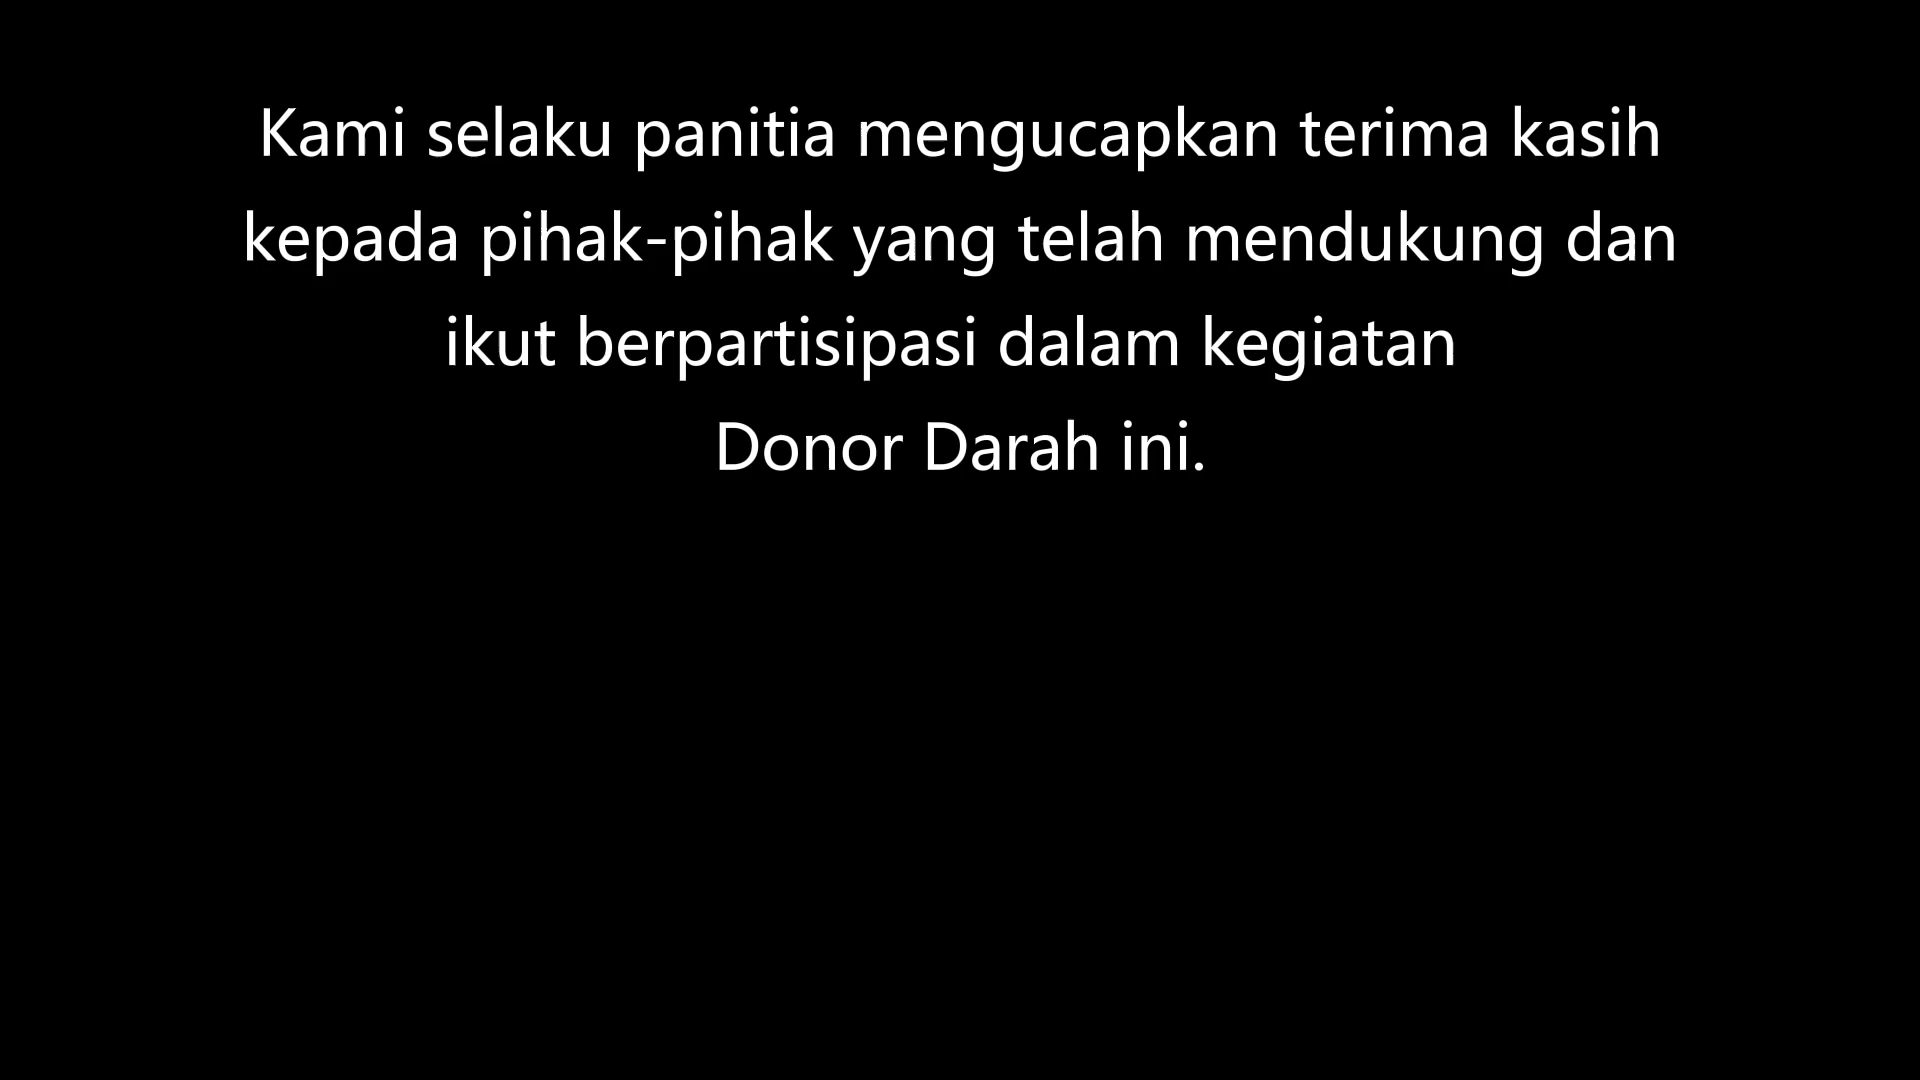 Kami selaku panitia mengucapkan terima kasih
kepada pihak-pihak yang telah mendukung dan
ikut berpartisipasi dalam kegiatan
Donor Darah ini.